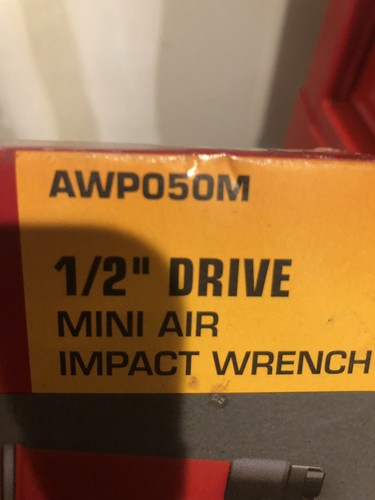 AWP050M
1/2" DRIVE
MINI AIR
IMPACT WRENCH